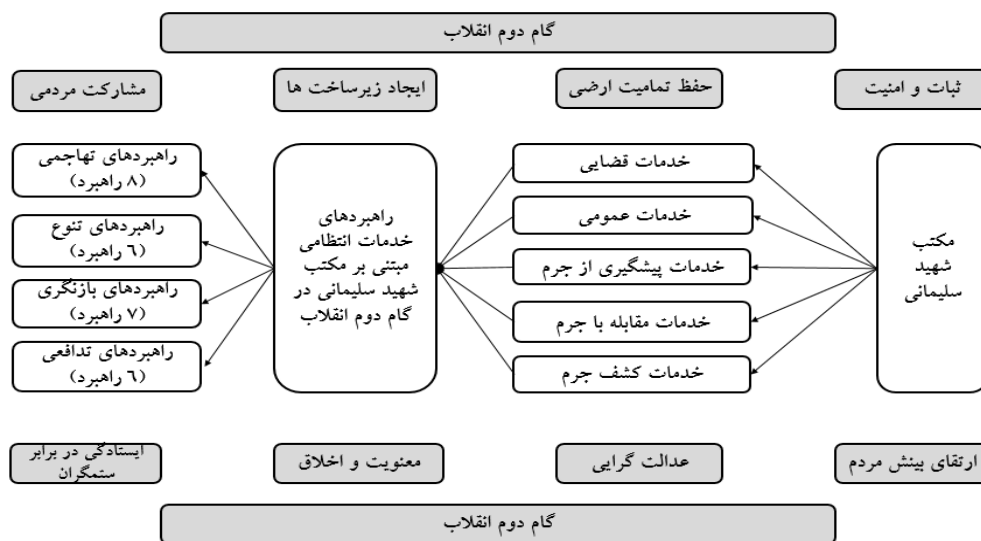 گام دوم انقلاب
ثبات و امنیت
حفظ تمامیت ارضی
ایجاد زیرساخت ها
مشارکت مردمی
مکتب
شهید
سلیمانی
خدمات قضایی
خدمات عمومی
خدمات پیشگیری از جرم
خدمات مقابله با جرم
خدمات کشف جرم
راهبردهای
خدمات انتظامی
مبتنی بر مکتب
شهید سلیمانی در
گام دوم انقلاب
راهبردهای تهاجمی
(۸ راهبرد)
راهبردهای تنوع
(٦ راهبرد)
راهبردهای بازنگری
(۷ راهبرد)
راهبردهای تدافعی
(٦ راهبرد)
ارتقای بینش مردم
عدالت گرایی
معنویت و اخلاق
ایستادگی در برابر
ستمگران
گام دوم انقلاب